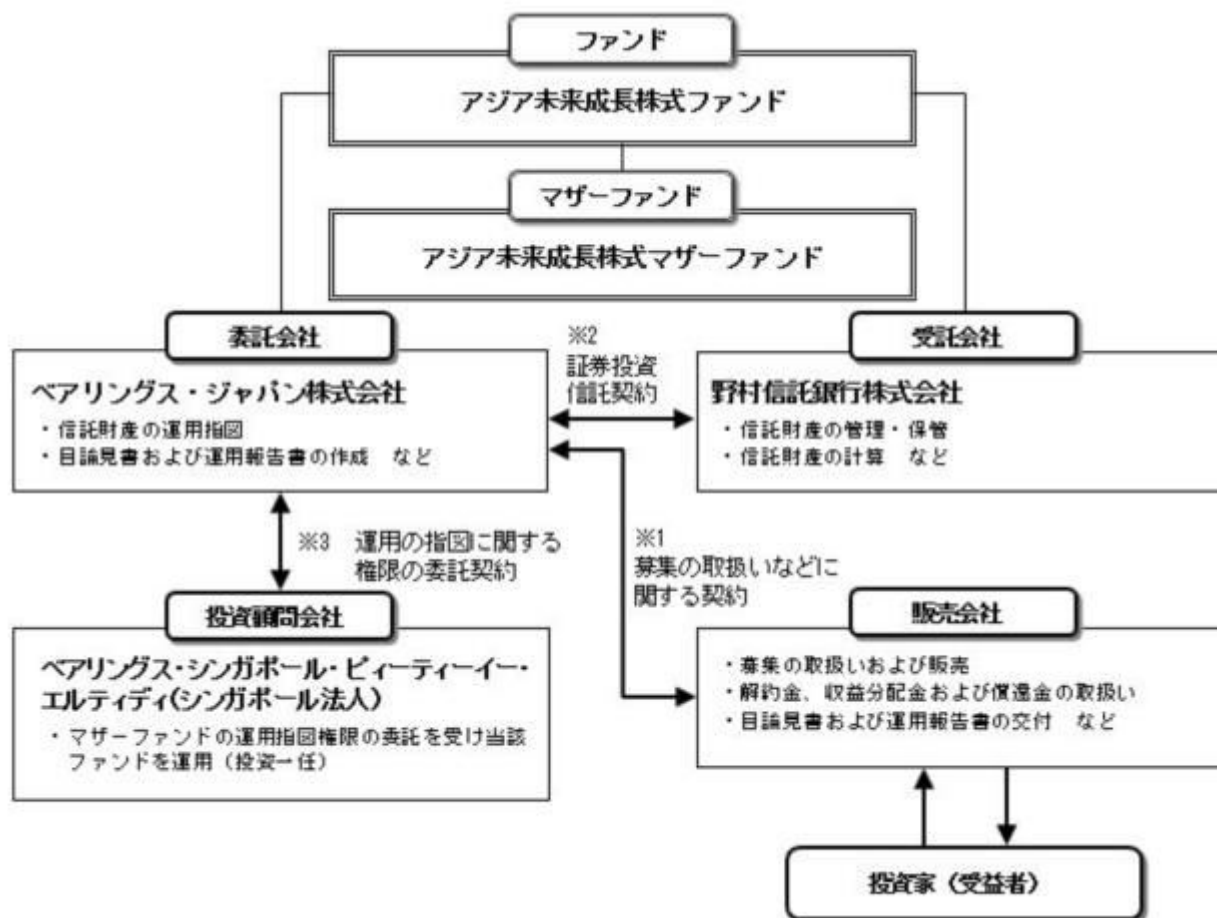 ファンド
アジア未来成長株式ファンド
マザーファンド
アジア未来成長株式マザーファンド
委託会社
ベアリングス・ジャパン株式会社
・信託財産の運用指図
・目論見書および運用報告書の作成 など
※2
証券投資
信託契約
受託会社
野村信託銀行株式会社
・信託財産の管理・保管
・信託財産の計算 など
※3 運用の指図に関する
権限の委託契約
※1
募集の取扱いなどに
関する契約
投資顧問会社
ベアリングス・シンガポール・ピィーティーイー・
エルティディ(シンガポール法人)
・マザーファンドの運用指図権限の委託を受け当該
ファンドを運用（投資一任）
販売会社
・募集の取扱いおよび販売
・解約金、収益分配金および償還金の取扱い
・目論見書および運用報告書の交付 など
投資家（受益者）